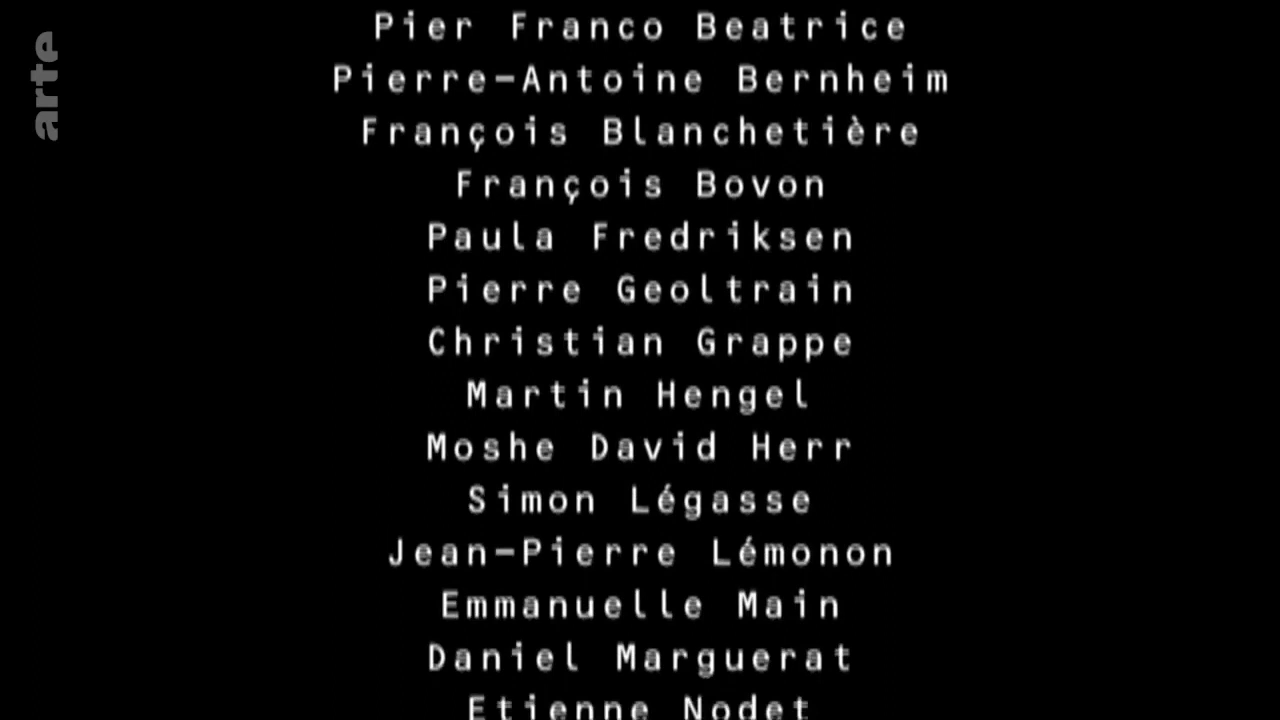 arte
Pier Franco Beatrice
Pierre-Antoine Bernheim
François Blanchetière
François Bovon
Paula Fredriksen
Pierre Geoltrain
Christian Grappe
Martin Hengel
Moshe David Herr
Simon Légasse
Jean-Pierre Lémonon
Emmanuelle Main
Daniel Marguerat
Etienne Nodet